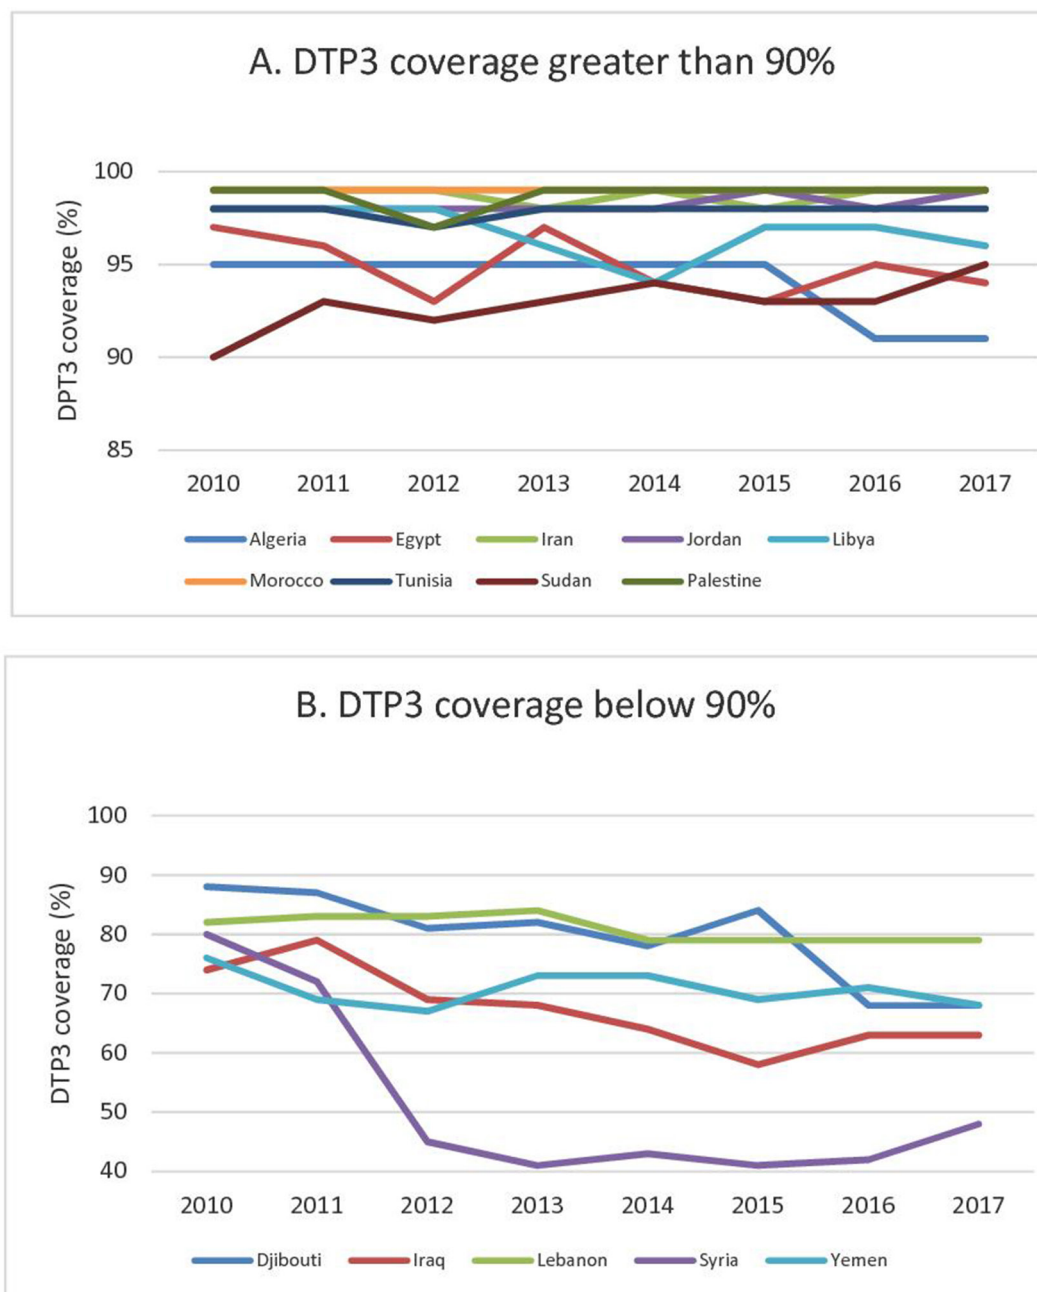 A. DTP3 coverage greater than 90%
DPT3 coverage (%)
100
95
90
85
2010 2011 2012 2013 2014 2015 2016 2017
Algeria Egypt Iran Jordan Libya
Morocco Tunisia Sudan Palestine
B. DTP3 coverage below 90%
DTP3 coverage (%)
100
90
80
70
60
50
40
2010 2011 2012 2013 2014 2015 2016 2017
Djibouti Iraq Lebanon Syria Yemen